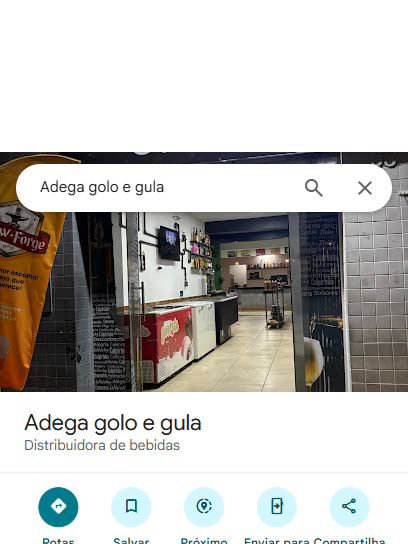 Adega golo e gula
w-Forge
Adega golo e gula
Distribuidora de bebidas
Rotas
Salvar
Próximo
Enviar para
Compartilha